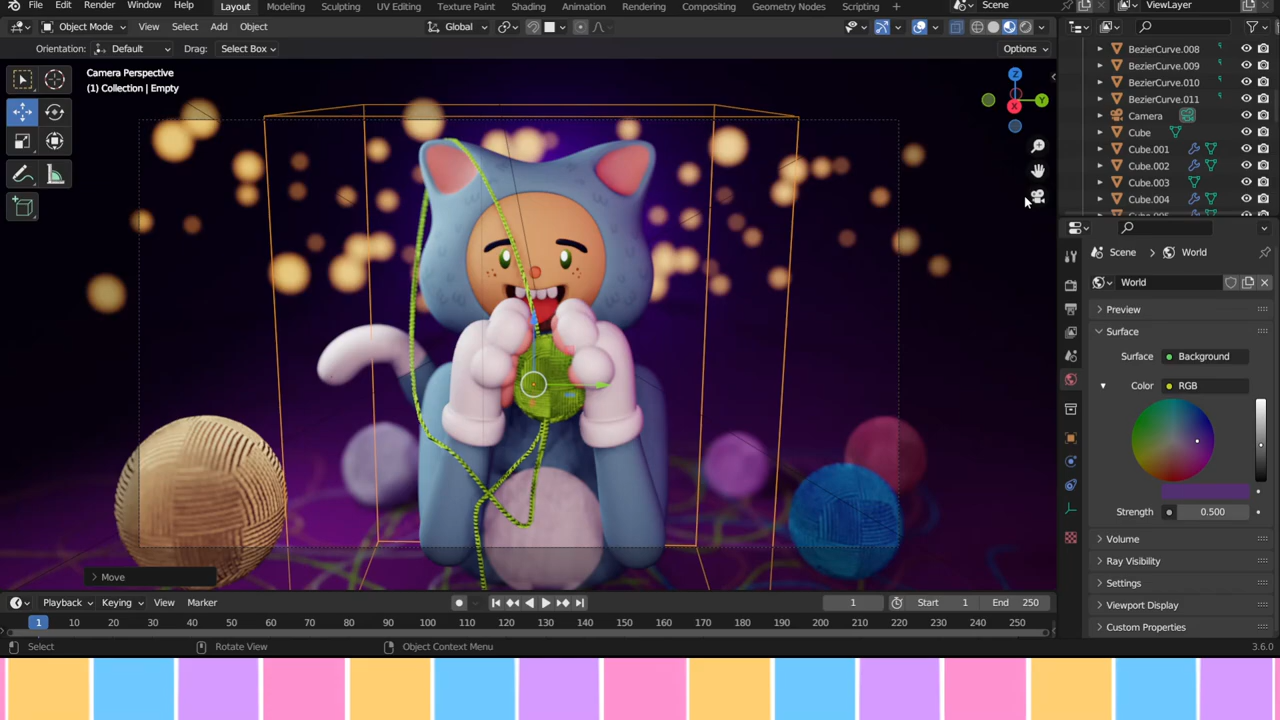 File Edit Render Window Help Layout Modeling Sculpting UV Editing Texture Paint Shading Animation Rendering Compositing Geometry Nodes Scripting + Scene ViewLayer
Object Mode View Select Add Object Global
Orientation: Default Drag: Select Box Options
Camera Perspective
(1) Collection | Empty
Z
Y
X
Move
BezierCurve.008
BezierCurve.009
BezierCurve.010
BezierCurve.011
Camera
Cube
Cube.001
Cube.002
Cube.003
Cube.004
Scene > World
World
Preview
Surface
Surface Background
Color RGB
Strength 0.500
Volume
Ray Visibility
Settings
Viewport Display
Custom Properties
Playback Keying View Marker 1 Start 1 End 250
1 10 20 30 40 50 60 70 80 90 100 110 120 130 140 150 160 170 180 190 200 210 220 230 240 250
Select Rotate View Object Context Menu 3.6.0